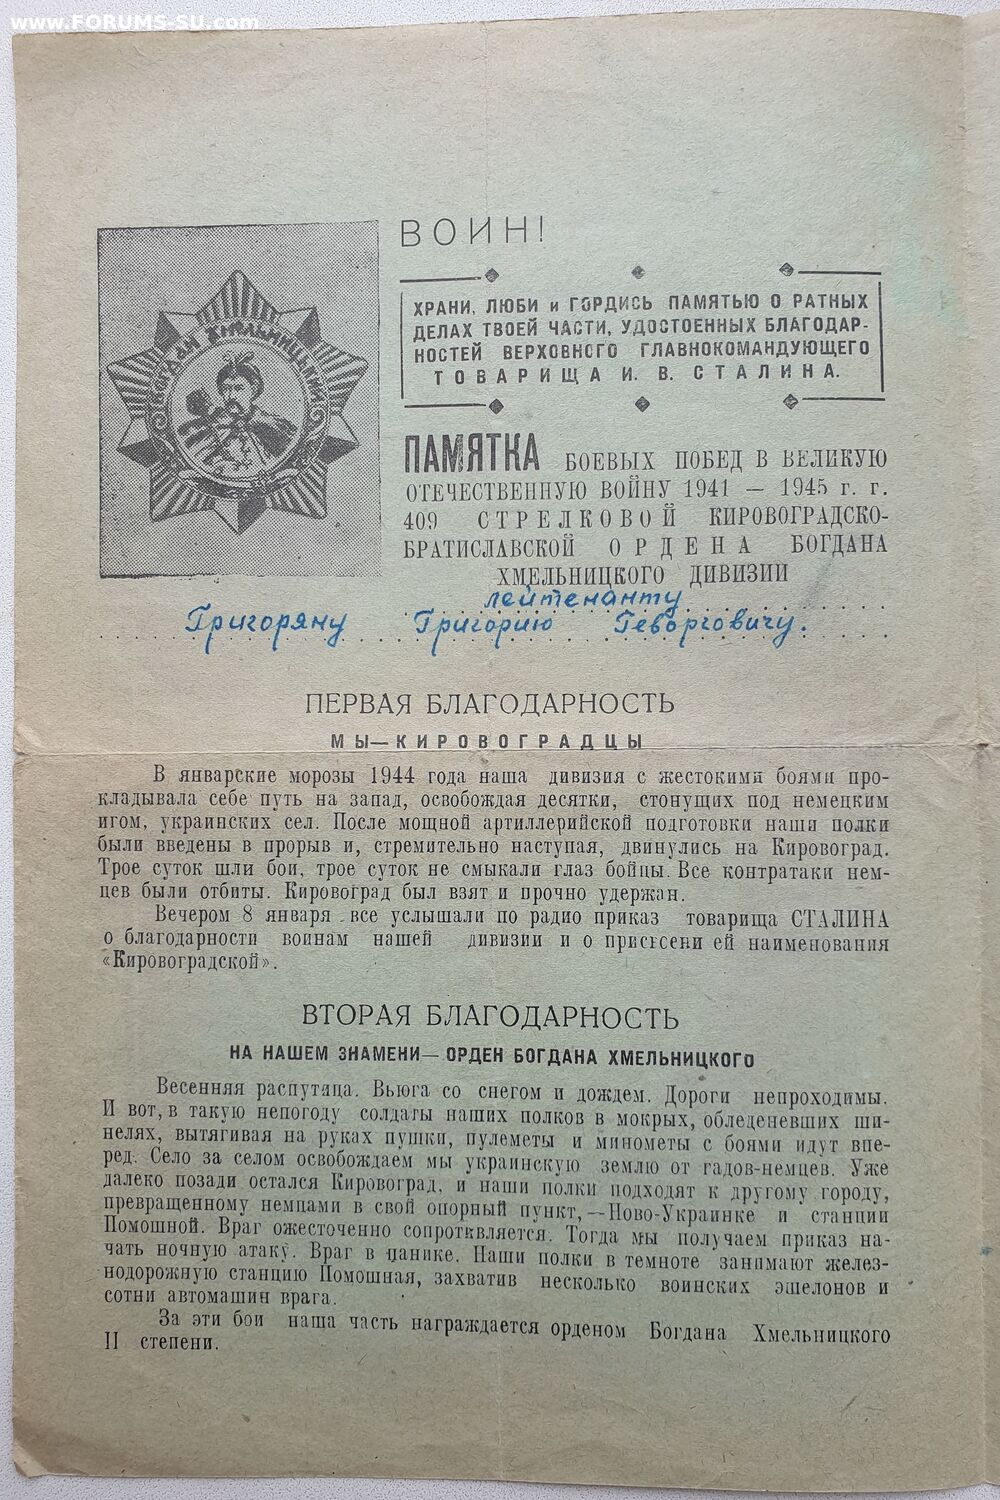 www.FORUMS-SU.com
БОГДАН ХМЕЛЬНИЦКИЙ
ВОИН!
ХРАНИ, ЛЮБИ и ГОРДИСЬ ПАМЯТЬЮ О РАТНЫХ
ДЕЛАХ ТВОЕЙ ЧАСТИ, УДОСТОЕННЫХ БЛАГОДАР-
НОСТЕЙ ВЕРХОВНОГО ГЛАВНОКОМАНДУЮЩЕГО
ТОВАРИЩА И. В. СТАЛИНА.
ПАМЯТКА БОЕВЫХ ПОБЕД В ВЕЛИКУЮ
ОТЕЧЕСТВЕННУЮ ВОЙНУ 1941 — 1945 г. г.
409 СТРЕЛКОВОЙ КИРОВОГРАДСКО-
БРАТИСЛАВСКОЙ ОРДЕНА БОГДАНА
ХМЕЛЬНИЦКОГО ДИВИЗИИ
лейтенанту
Григоряну Григорию Геворговичу.
ПЕРВАЯ БЛАГОДАРНОСТЬ
МЫ—КИРОВОГРАДЦЫ
В январские морозы 1944 года наша дивизия с жестокими боями про-
кладывала себе путь на запад, освобождая десятки, стонущих под немецким
игом, украинских сел. После мощной артиллерийской подготовки наши полки
были введены в прорыв и, стремительно наступая, двинулись на Кировоград.
Трое суток шли бои, трое суток не смыкали глаз бойцы. Все контратаки нем-
цев были отбиты. Кировоград был взят и прочно удержан.
Вечером 8 января все услышали по радио приказ товарища СТАЛИНА
о благодарности воинам нашей дивизии и о присвсени ей наименования
«Кировоградской».
ВТОРАЯ БЛАГОДАРНОСТЬ
НА НАШЕМ ЗНАМЕНИ— ОРДЕН БОГДАНА ХМЕЛЬНИЦКОГО
Весенняя распутица. Вьюга со снегом и дождем. Дороги непроходимы.
И вот, в такую непогоду солдаты наших полков в мокрых, обледеневших ши-
нелях, вытягивая на руках пушки, пулеметы и минометы с боями идут впе-
ред. Село за селом освобождаем мы украинскую землю от гадов-немцев. Уже
далеко позади остался Кировоград, и наши полки подходят к другому городу,
превращенному немцами в свой опорный пункт,—Ново-Украинке и станции
Помошной. Враг ожесточенно сопротквляется. Тогда мы получаем приказ на-
чать ночную атаку. Враг в панике. Наши полки в темноте занимают желез-
нодорожную станцию Помошная, захватив несколько воинских эшелонов и
сотни автомашин врага.
За эти бои наша часть награждается орденом Богдана Хмельницкого
II степени.